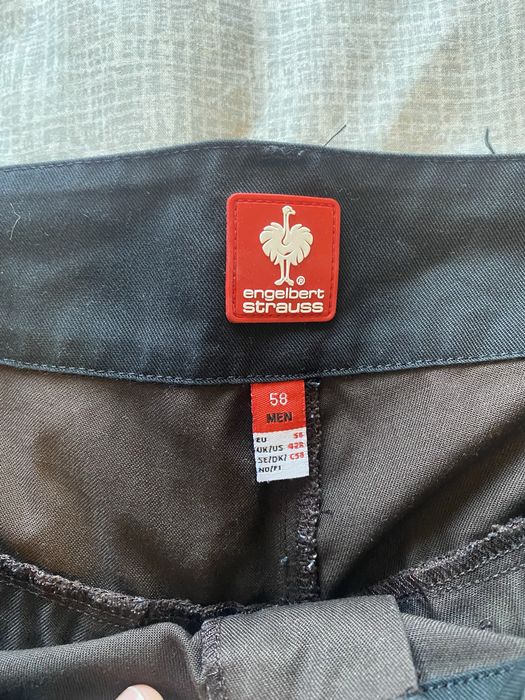 ®
engelbert
strauss
58
MEN
EU 58
UK/US 42R
SE/DK/ C58
NO/FI